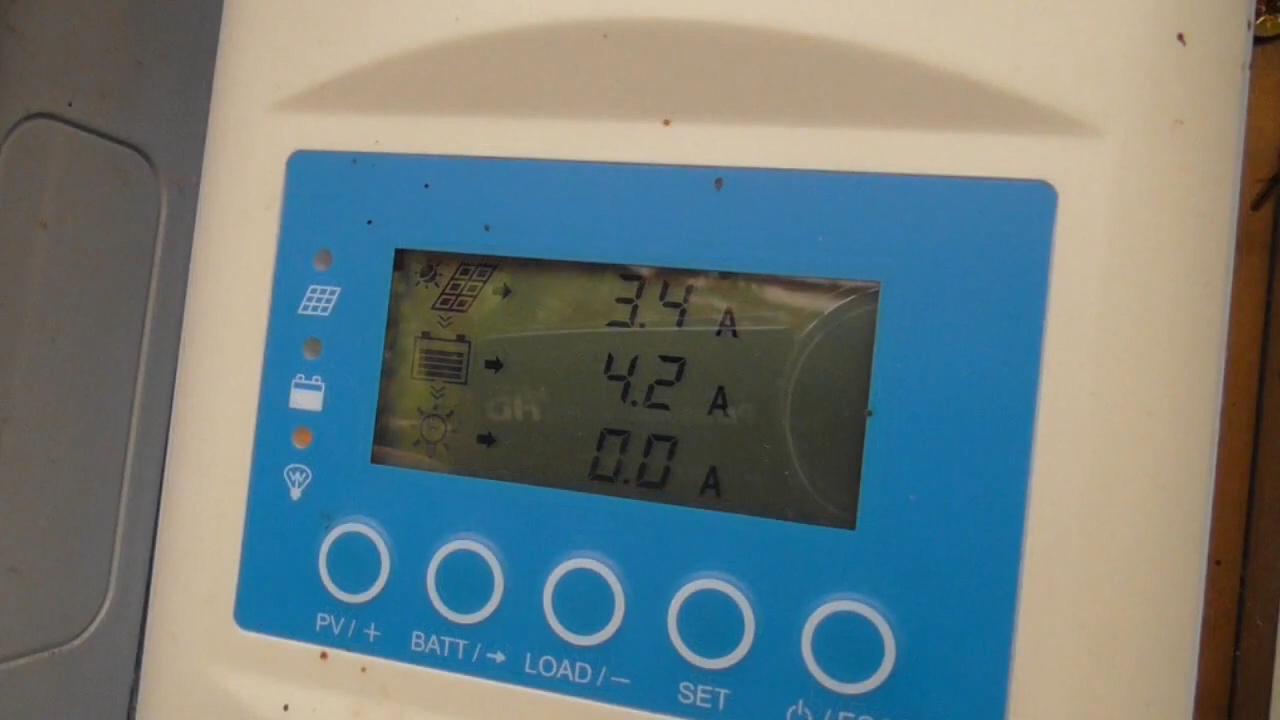 3.4 A
4.2 A
0.0 A
PV / +
BATT / →
LOAD / −
SET